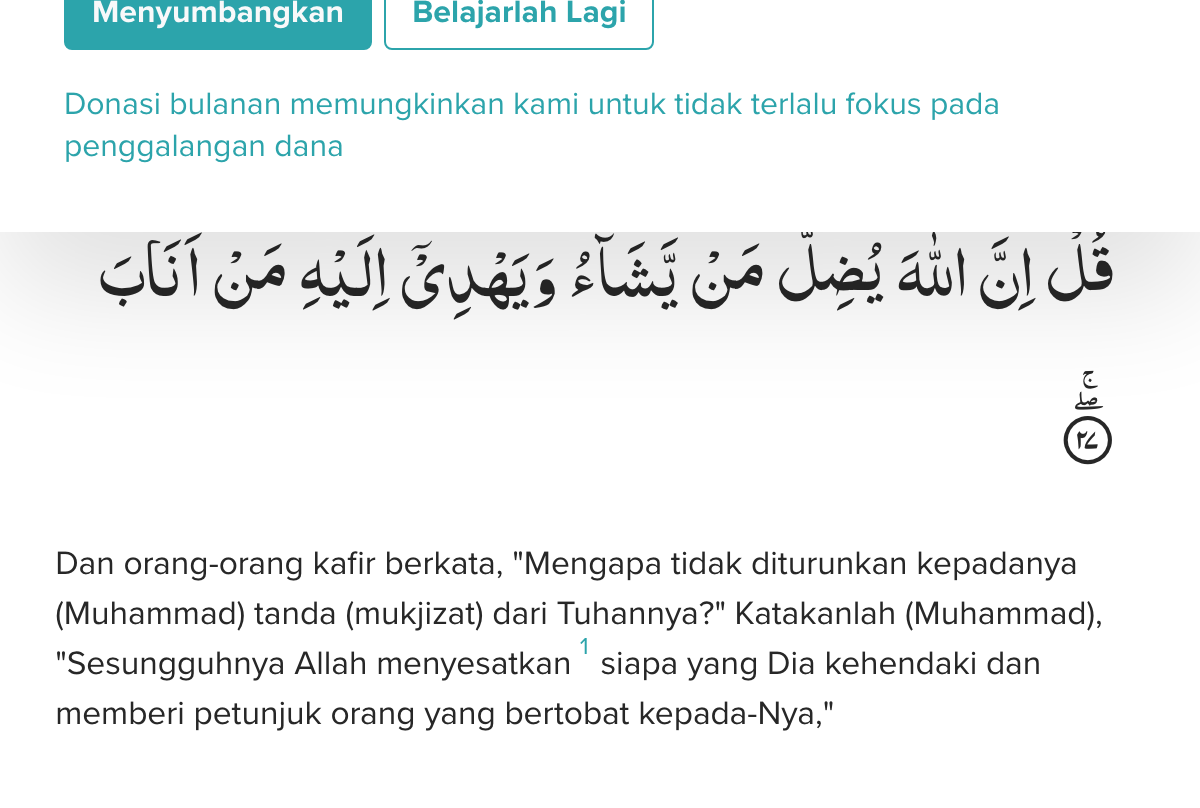 Menyumbangkan Belajarlah Lagi
Donasi bulanan memungkinkan kami untuk tidak terlalu fokus pada
penggalangan dana
قُلْ اِنَّ اللّٰهَ يُضِلُّ مَنْ يَّشَاۤءُ وَيَهْدِيْٓ اِلَيْهِ مَنْ اَنَابَ
ۖ ۚ
٢٧
Dan orang-orang kafir berkata, "Mengapa tidak diturunkan kepadanya
(Muhammad) tanda (mukjizat) dari Tuhannya?" Katakanlah (Muhammad),
"Sesungguhnya Allah menyesatkan 1 siapa yang Dia kehendaki dan
memberi petunjuk orang yang bertobat kepada-Nya,"